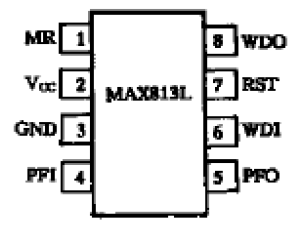 MR 1 8 WDO
VCC 2 MAX813L 7 RST
GND 3 6 WDI
PFI 4 5 PFO